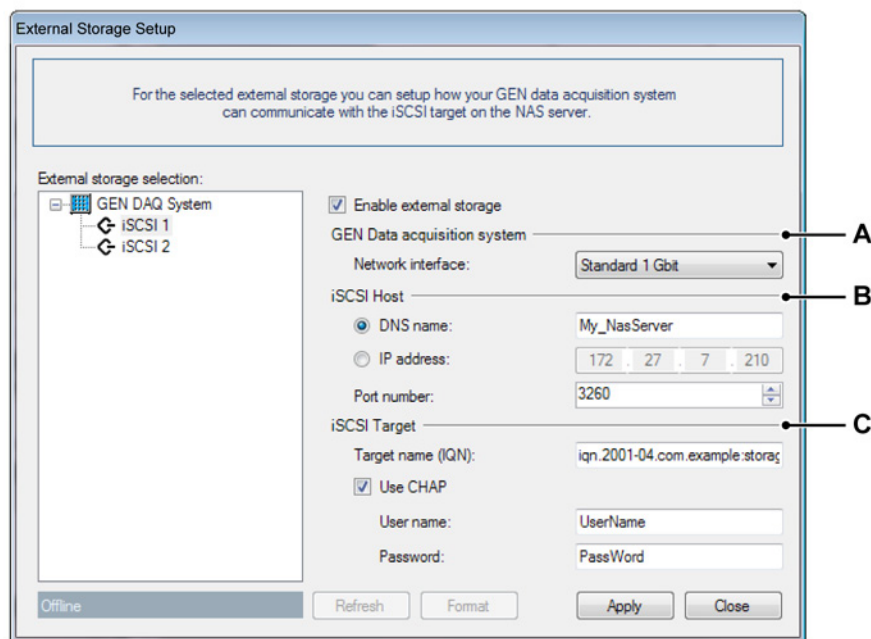 External Storage Setup
For the selected external storage you can setup how your GEN data acquisition system
can communicate with the iSCSI target on the NAS server.
External storage selection:
GEN DAQ System
iSCSI 1
iSCSI 2
Enable external storage
GEN Data acquisition system
A
Network interface:
Standard 1 Gbit
iSCSI Host
B
DNS name:
My_NasServer
IP address:
172 . 27 . 7 . 210
Port number:
3260
iSCSI Target
C
Target name (IQN):
iqn.2001-04.com.example:storag
Use CHAP
User name:
UserName
Password:
PassWord
Offline
Refresh
Format
Apply
Close